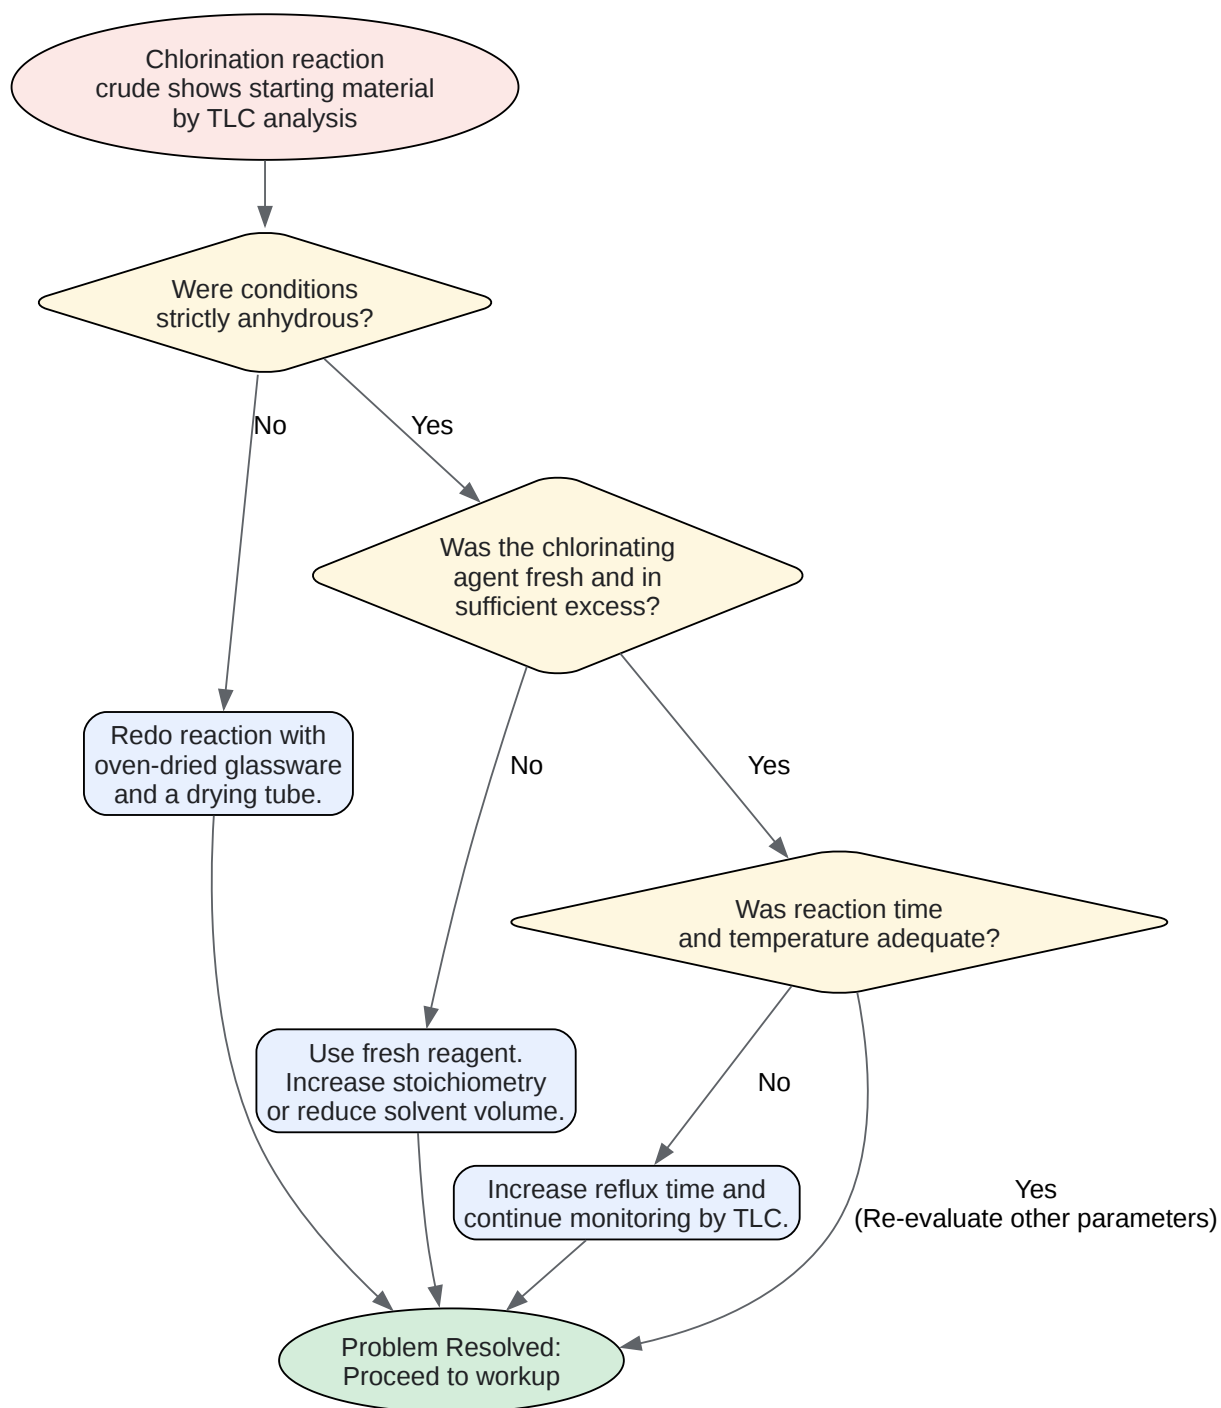 Chlorination reaction
crude shows starting material
by TLC analysis
Were conditions
strictly anhydrous?
No
Yes
Was the chlorinating
agent fresh and in
sufficient excess?
Redo reaction with
oven-dried glassware
and a drying tube.
No
Yes
Was reaction time
and temperature adequate?
Use fresh reagent.
Increase stoichiometry
or reduce solvent volume.
No
Increase reflux time and
continue monitoring by TLC.
Yes
(Re-evaluate other parameters)
Problem Resolved:
Proceed to workup